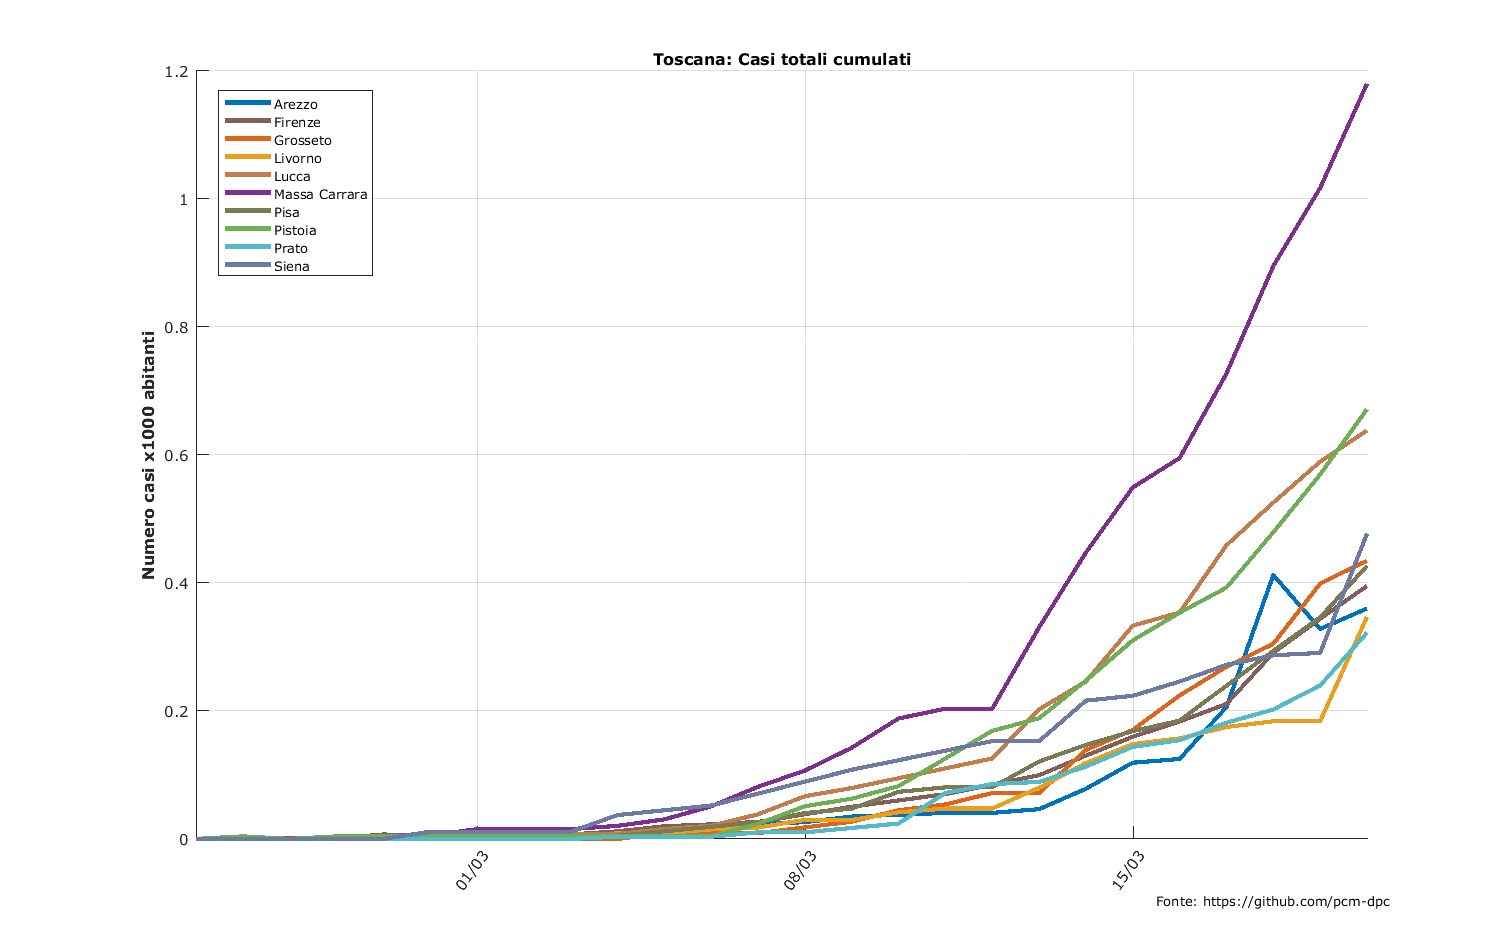 Toscana: Casi totali cumulati
1.2
1
0.8
0.6
0.4
0.2
0
Numero casi x1000 abitanti
Arezzo
Firenze
Grosseto
Livorno
Lucca
Massa Carrara
Pisa
Pistoia
Prato
Siena
01/03
08/03
15/03
Fonte: https://github.com/pcm-dpc